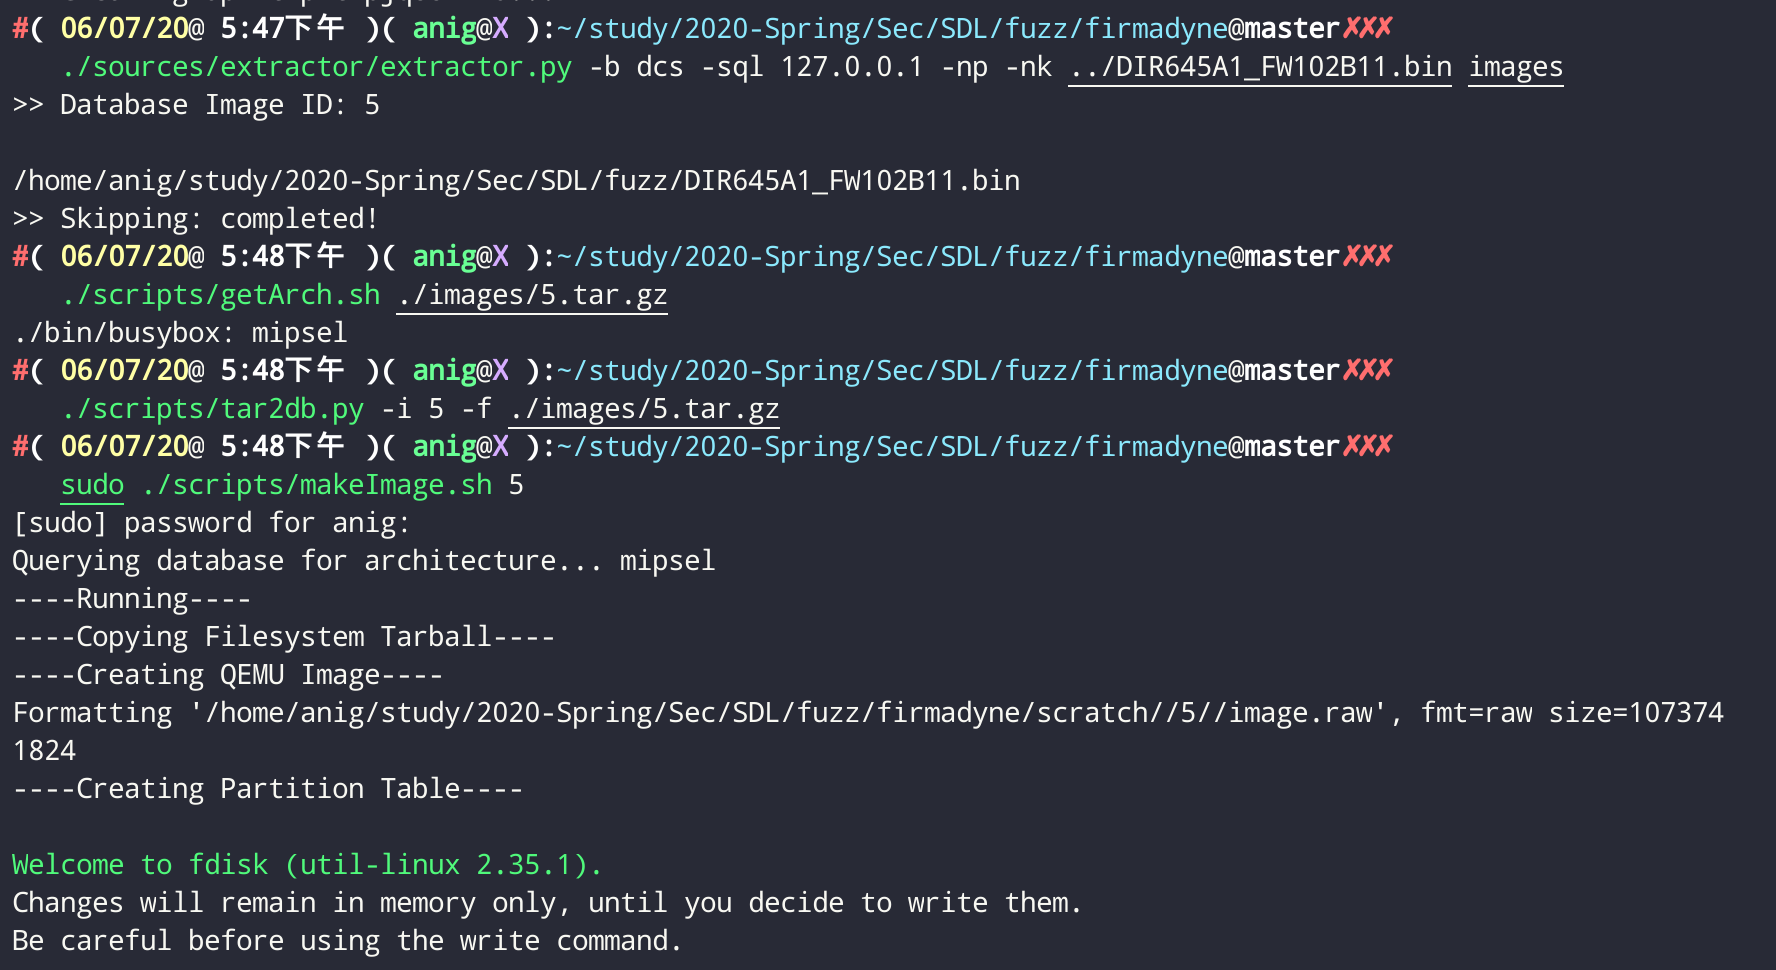 #( 06/07/20@ 5:47下午 )( anig@X ):~/study/2020-Spring/Sec/SDL/fuzz/firmadyne@master✗✗✗
./sources/extractor/extractor.py -b dcs -sql 127.0.0.1 -np -nk ../DIR645A1_FW102B11.bin images
>> Database Image ID: 5
/home/anig/study/2020-Spring/Sec/SDL/fuzz/DIR645A1_FW102B11.bin
>> Skipping: completed!
#( 06/07/20@ 5:48下午 )( anig@X ):~/study/2020-Spring/Sec/SDL/fuzz/firmadyne@master✗✗✗
./scripts/getArch.sh ./images/5.tar.gz
./bin/busybox: mipsel
#( 06/07/20@ 5:48下午 )( anig@X ):~/study/2020-Spring/Sec/SDL/fuzz/firmadyne@master✗✗✗
./scripts/tar2db.py -i 5 -f ./images/5.tar.gz
#( 06/07/20@ 5:48下午 )( anig@X ):~/study/2020-Spring/Sec/SDL/fuzz/firmadyne@master✗✗✗
sudo ./scripts/makeImage.sh 5
[sudo] password for anig:
Querying database for architecture... mipsel
----Running----
----Copying Filesystem Tarball----
----Creating QEMU Image----
Formatting '/home/anig/study/2020-Spring/Sec/SDL/fuzz/firmadyne/scratch//5//image.raw', fmt=raw size=107374
1824
----Creating Partition Table----
Welcome to fdisk (util-linux 2.35.1).
Changes will remain in memory only, until you decide to write them.
Be careful before using the write command.